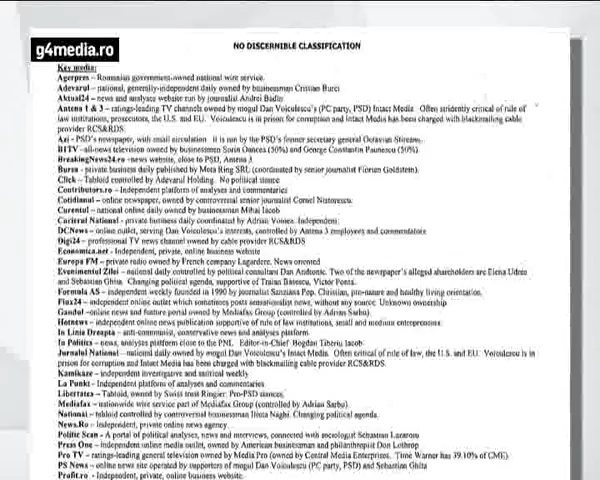 g4media.ro
NO DISCERNIBLE CLASSIFICATION
Key media:
Agerpres – Romanian government-owned national wire service.
Adevarul – national, generally-independent daily owned by businessman Cristian Burci
Aktual24 – news and analyses website run by journalist Andrei Badin
Antena 1 & 3 – ratings-leading TV channels owned by mogul Dan Voiculescu's (PC party, PSD) Intact Media. Often stridently critical of rule of
law institutions, prosecutors, the U.S. and EU. Voiculescu is in prison for corruption and Intact Media has been charged with blackmailing cable
provider RCS&RDS.
PSD's newspaper, with small circulation. It is run by the PSD's former secretary general Octavian
B1TV – all-news television owned by businessmen Sorin Oancea (50%) and George Constantin Paunescu (50%)
BreakingNews24.ro – news website, close to PSD, Antena 3.
Bursa – private business daily published by Meta Ring SRL (coordinated by senior journalist Florian Goldstein).
Click – Tabloid controlled by Adevarul Holding. No political stance
Contributors.ro – Independent platform of analyses and commentaries
Cotidianul – online newspaper, owned by controversial senior journalist Cornel Nistorescu.
Curentul – national online daily owned by businessman Mihai Iacob
Capital National – private business daily coordinated by Adrian Voinea. Independent.
DCNews – online outlet, serving Dan Voiculescu's interests, controlled by Antena 3 employees and commentators
Digi24 – professional TV news channel owned by cable provider RCS&RDS
Economica.net – Independent, private, online business website
Europa FM – private radio owned by French company Lagardere. News oriented
Evenimentul Zilei – national daily controlled by political consultant Dan Andronic. Two of the newspaper's alleged shareholders are Elena Udrea
and Sebastian Ghita. Changing political agenda, supportive of Traian Basescu, Victor Ponta.
Formula AS – independent weekly founded in 1990 by journalist Sanziana Pop. Christian, pro-nature and healthy living orientation.
Flux24 – independent online outlet which sometimes posts sensationalist news, without any source. Unknown ownership
Gandul – online news and feature portal owned by Mediafax Group (controlled by Adrian Sarbu).
Hotnews – independent online news publication supportive of rule of law institutions, small and medium entrepreneurs.
In Linie Dreapta – anti-communist, conservative news and analyses platform.
In Politics – news, analyses platform close to the PNL. Editor-in-Chief Bogdan Tiberiu Iacob
Jurnalul National – national daily owned by mogul Dan Voiculescu's Intact Media. Often critical of rule of law, the U.S. and EU. Voiculescu is in
prison for corruption and Intact Media has been charged with blackmailing cable provider RCS&RDS.
Kamikaze – independent investigative and satirical weekly
La Punkt – Independent platform of analyses and commentaries
Libertatea – Tabloid, owned by Swiss trust Ringier. Pro-PSD stances.
Mediafax – nationwide wire service part of Mediafax Group (controlled by Adrian Sarbu).
National – tabloid controlled by controversial businessman Ilnica Naghi. Changing political agenda.
News.Ro – Independent, private online news agency.
Politic Scan – A portal of political analyses, news and interviews, connected with sociologist Sebastian Lazaroiu
Press One – Independent online media outlet, owned by American businessman and philanthropist Don Lothrop
Pro TV – ratings-leading general television owned by Media Pro (owned by Central Media Enterprises. Time Warner has 39.10% of CME).
PS News – online news site operated by supporters of mogul Dan Voiculescu (PC party, PSD) and Sebastian Ghita
Profit.ro – Independent, private, online business website